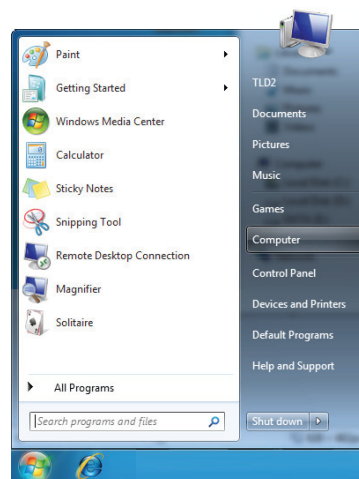 Paint
Getting Started
Windows Media Center
Calculator
Sticky Notes
Snipping Tool
Remote Desktop Connection
Magnifier
Solitaire
All Programs
Search programs and files
TLD2
Documents
Pictures
Music
Games
Computer
Control Panel
Devices and Printers
Default Programs
Help and Support
Shut down